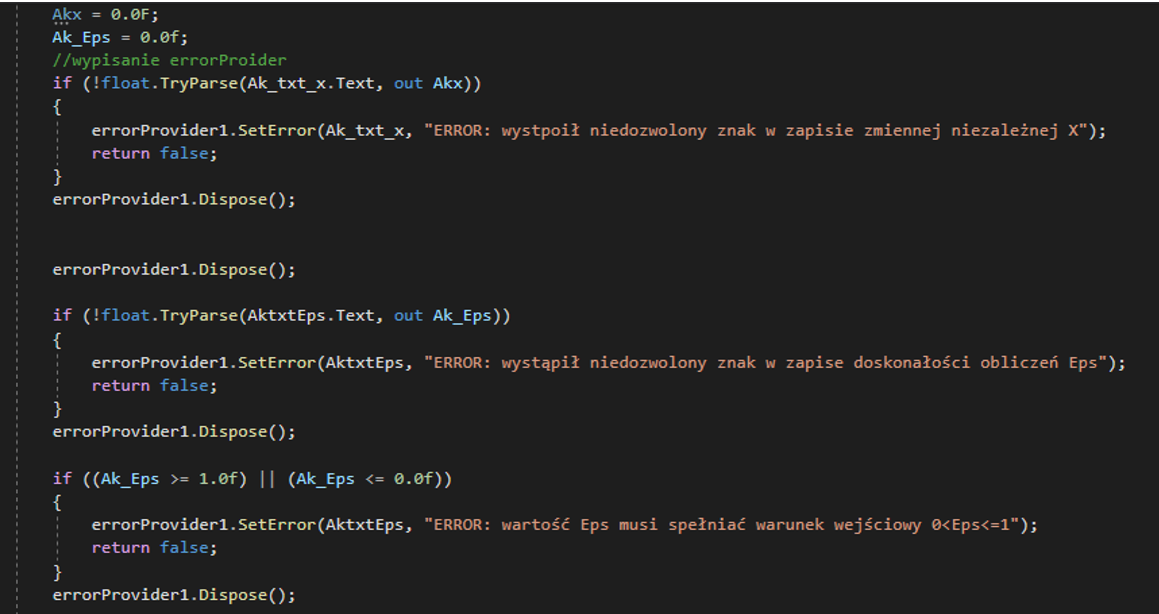 Akx = 0.0F;
Ak_Eps = 0.0f;
//wypisanie errorProider
if (!float.TryParse(Ak_txt_x.Text, out Akx))
{
errorProvider1.SetError(Ak_txt_x, "ERROR: wystpoił niedozwolony znak w zapisie zmiennej niezależnej X");
return false;
}
errorProvider1.Dispose();
errorProvider1.Dispose();
if (!float.TryParse(AktxtEps.Text, out Ak_Eps))
{
errorProvider1.SetError(AktxtEps, "ERROR: wystąpił niedozwolony znak w zapise doskonałości obliczeń Eps");
return false;
}
errorProvider1.Dispose();
if ((Ak_Eps >= 1.0f) || (Ak_Eps <= 0.0f))
{
errorProvider1.SetError(AktxtEps, "ERROR: wartość Eps musi spełniać warunek wejściowy 0<Eps<=1");
return false;
}
errorProvider1.Dispose();